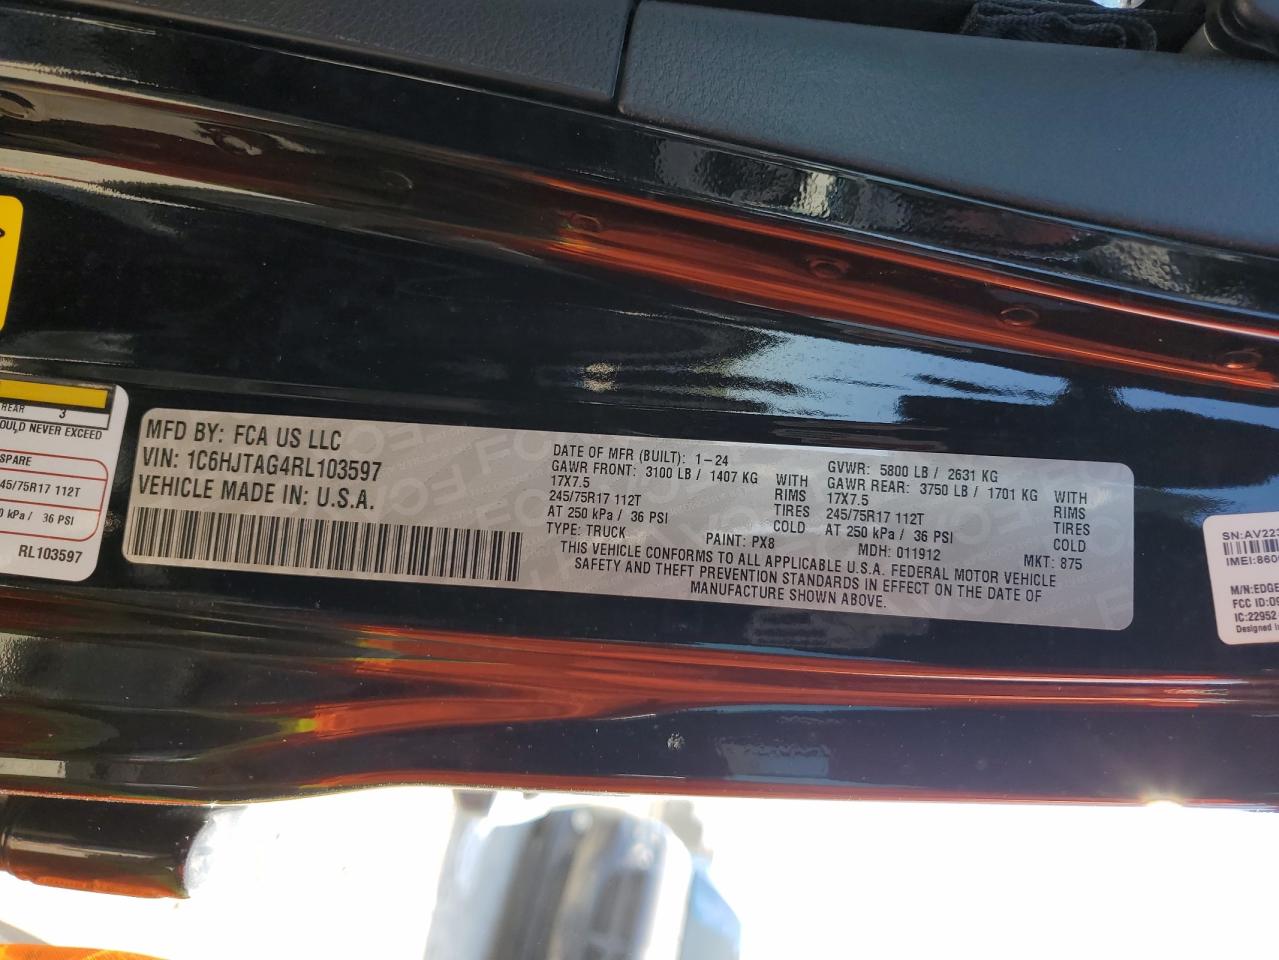 REAR 3
OULD NEVER EXCEED
SPARE
245/75R17 112T
0 kPa / 36 PSI
RL103597
MFD BY: FCA US LLC
VIN: 1C6HJTAG4RL103597
VEHICLE MADE IN: U.S.A.
DATE OF MFR (BUILT): 1-24
GAWR FRONT: 3100 LB / 1407 KG WITH
17X7.5 RIMS
245/75R17 112T TIRES
AT 250 kPa / 36 PSI COLD
GVWR: 5800 LB / 2631 KG
GAWR REAR: 3750 LB / 1701 KG WITH
17X7.5 RIMS
245/75R17 112T TIRES
AT 250 kPa / 36 PSI COLD
TYPE: TRUCK PAINT: PX8 MDH: 011912 MKT: 875
THIS VEHICLE CONFORMS TO ALL APPLICABLE U.S.A. FEDERAL MOTOR VEHICLE
SAFETY AND THEFT PREVENTION STANDARDS IN EFFECT ON THE DATE OF
MANUFACTURE SHOWN ABOVE.
SN:AV223
IMEI:860
M/N:EDGE
FCC ID:09
IC:22952
Designed i